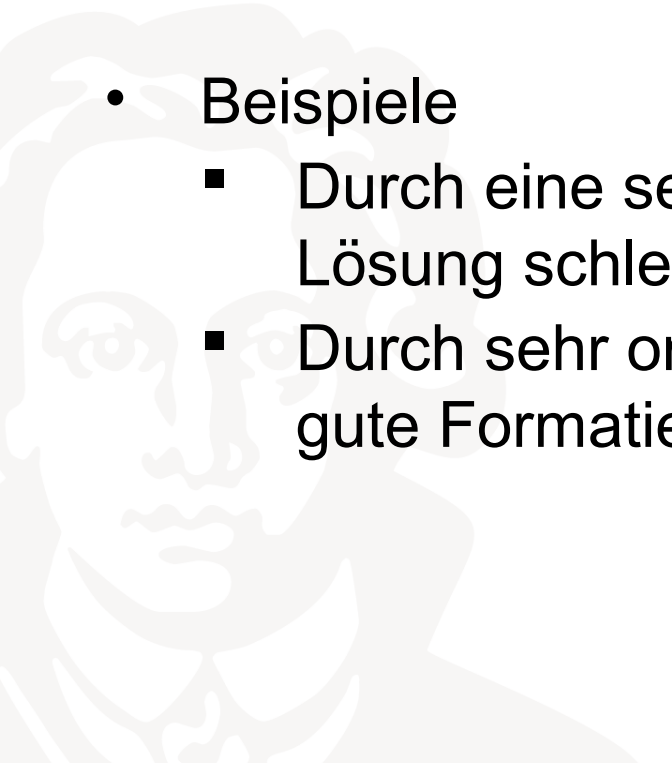 • Beispiele
▪ Durch eine
Lösung
▪ Durch sehr
gute